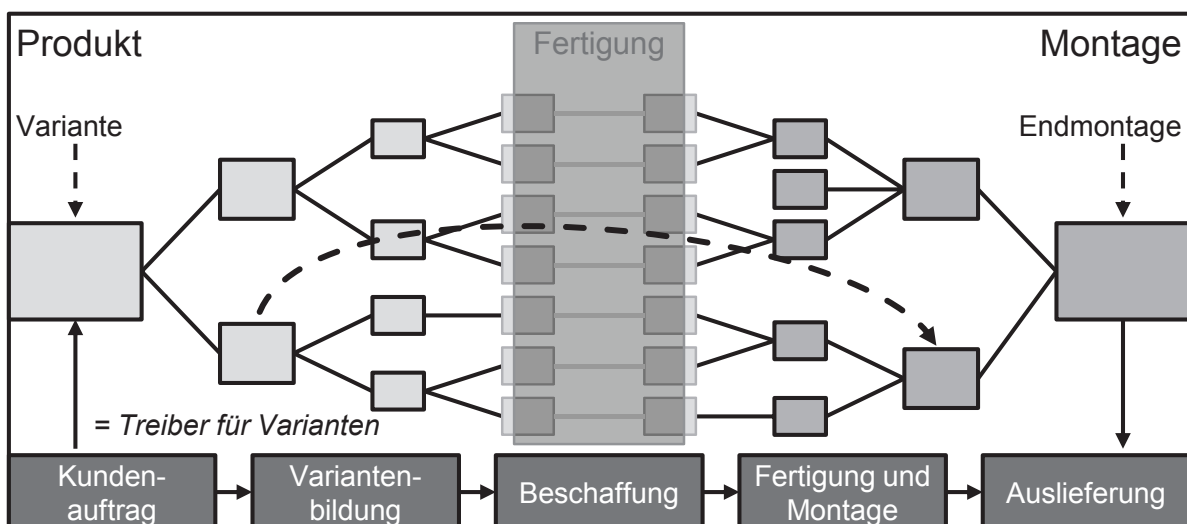 Produkt
Fertigung
Montage
Variante
Endmontage
= Treiber für Varianten
Kunden-
auftrag
Varianten-
bildung
Beschaffung
Fertigung und
Montage
Auslieferung